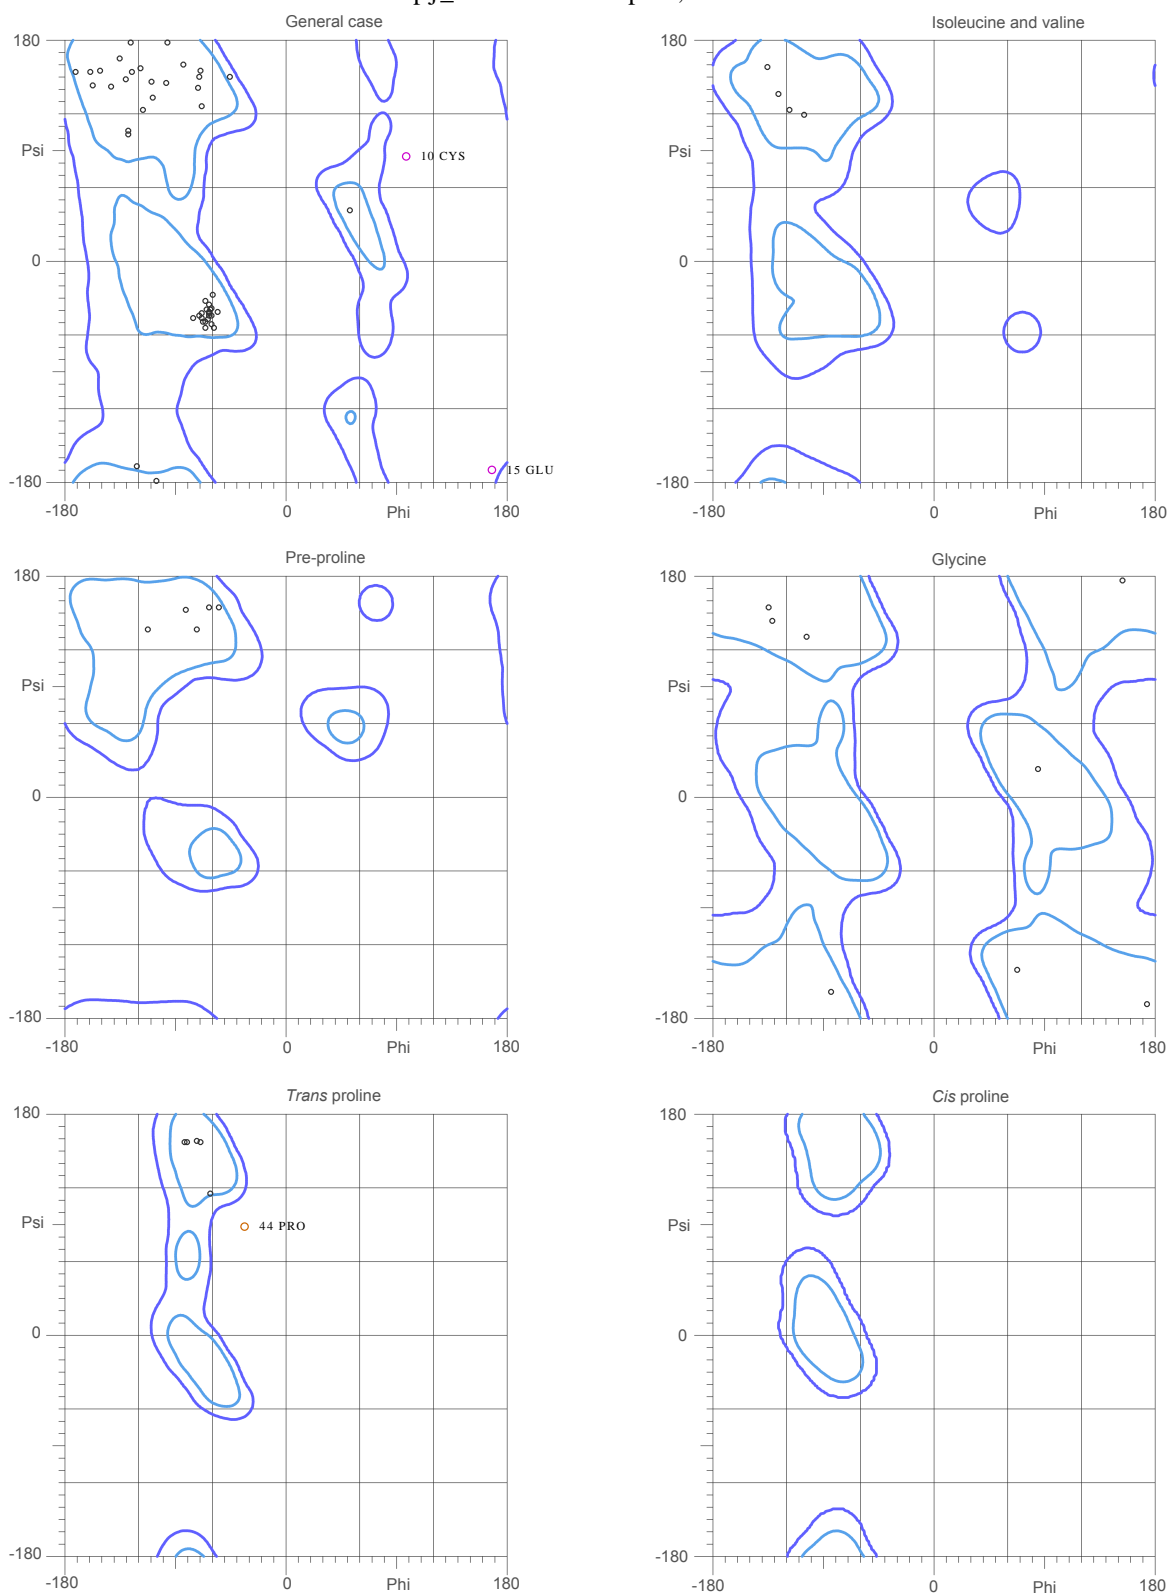 General case
Isoleucine and valine
180
180
10 CYS
Psi
Psi
0
0
15 GLU
-180
-180
-180
0
Phi
180
-180
0
Phi
180
Pre-proline
Glycine
180
180
Psi
Psi
0
0
-180
-180
-180
0
Phi
180
-180
0
Phi
180
Trans proline
Cis proline
180
180
Psi
44 PRO
Psi
0
0
-180
-180
-180
0
Phi
180
-180
0
Phi
180